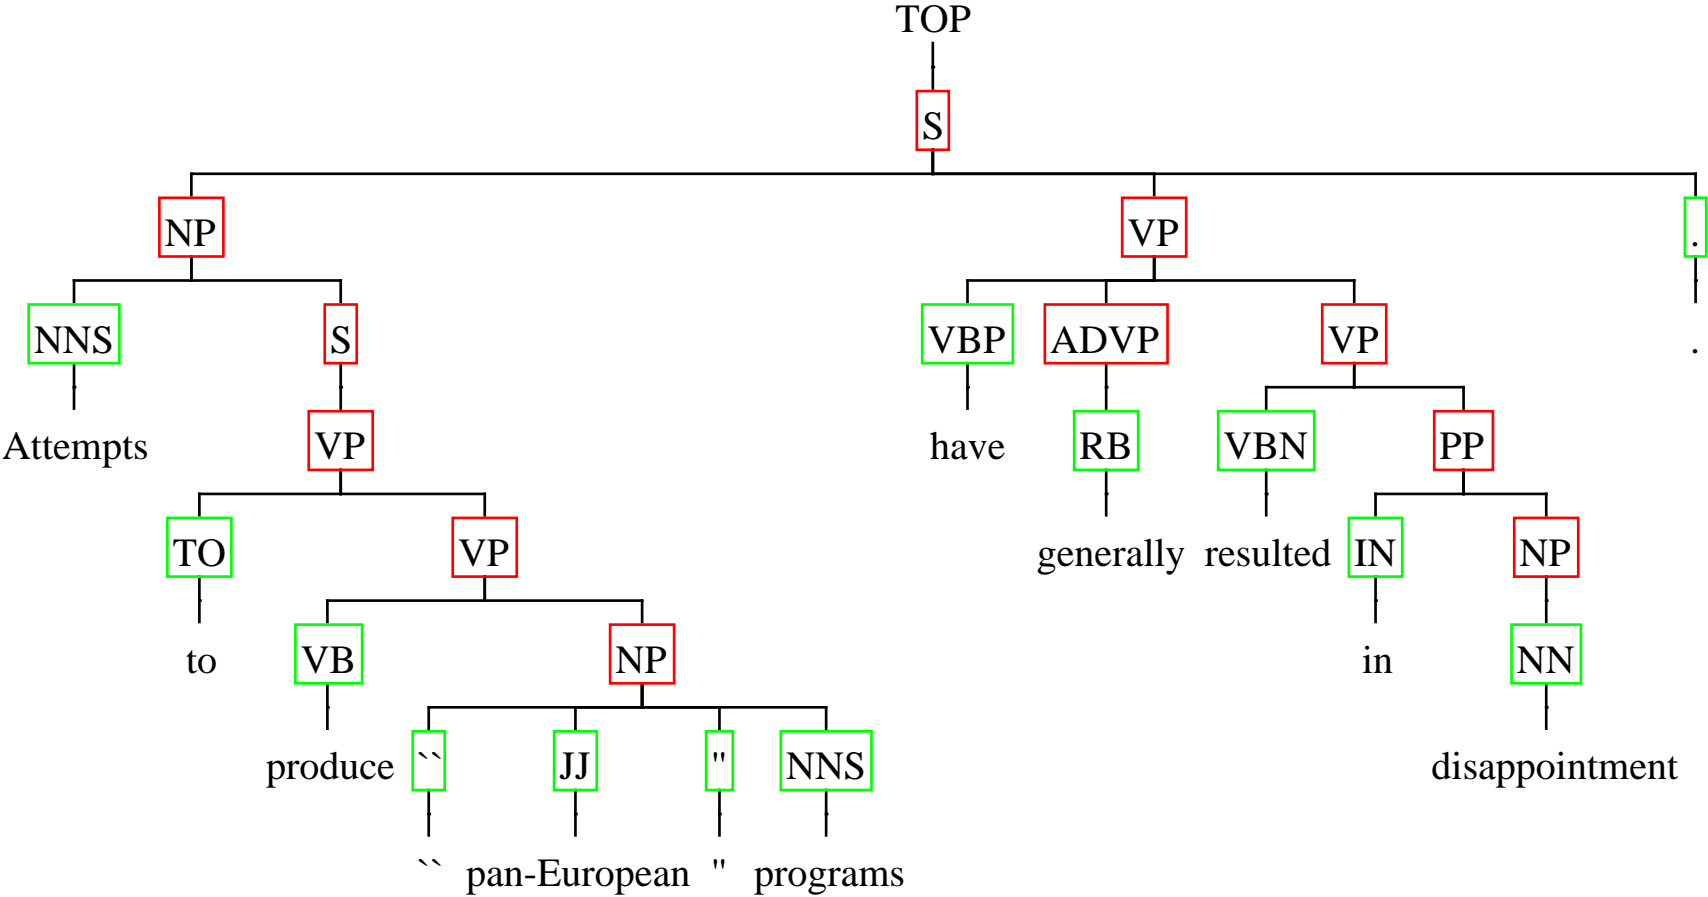 TOP
S
NP VP .
NNS S VBP ADVP VP .
Attempts VP have RB VBN PP
TO VP generally resulted IN NP
to VB NP in NN
produce `` JJ '' NNS disappointment
`` pan-European '' programs